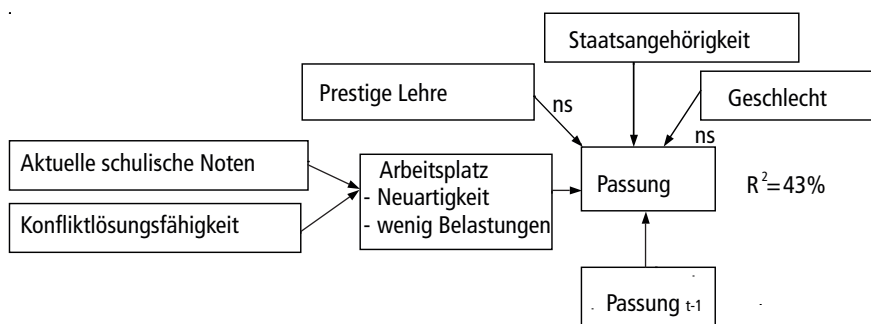 Staatsangehörigkeit
Prestige Lehre
ns
Geschlecht
ns
Aktuelle schulische Noten
Konfliktlösungsfähigkeit
Arbeitsplatz
- Neuartigkeit
- wenig Belastungen
Passung
R²=43%
Passung t-1